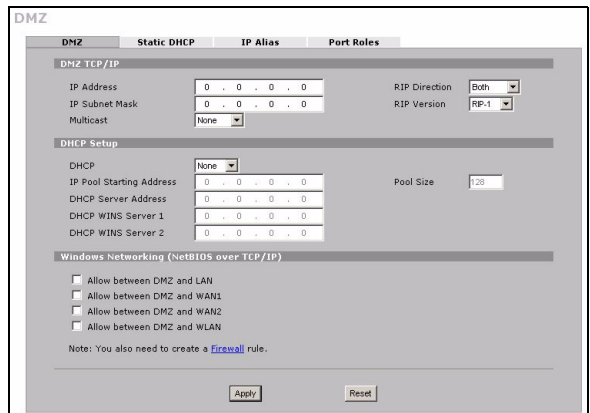 DMZ
DMZ Static DHCP IP Alias Port Roles
DMZ TCP/IP
IP Address 0 . 0 . 0 . 0 RIP Direction Both
IP Subnet Mask 0 . 0 . 0 . 0 RIP Version RIP-1
Multicast None
DHCP Setup
DHCP None
IP Pool Starting Address 0 . 0 . 0 . 0 Pool Size 128
DHCP Server Address 0 . 0 . 0 . 0
DHCP WINS Server 1 0 . 0 . 0 . 0
DHCP WINS Server 2 0 . 0 . 0 . 0
Windows Networking (NetBIOS over TCP/IP)
Allow between DMZ and LAN
Allow between DMZ and WAN1
Allow between DMZ and WAN2
Allow between DMZ and WLAN
Note: You also need to create a Firewall rule.
Apply Reset